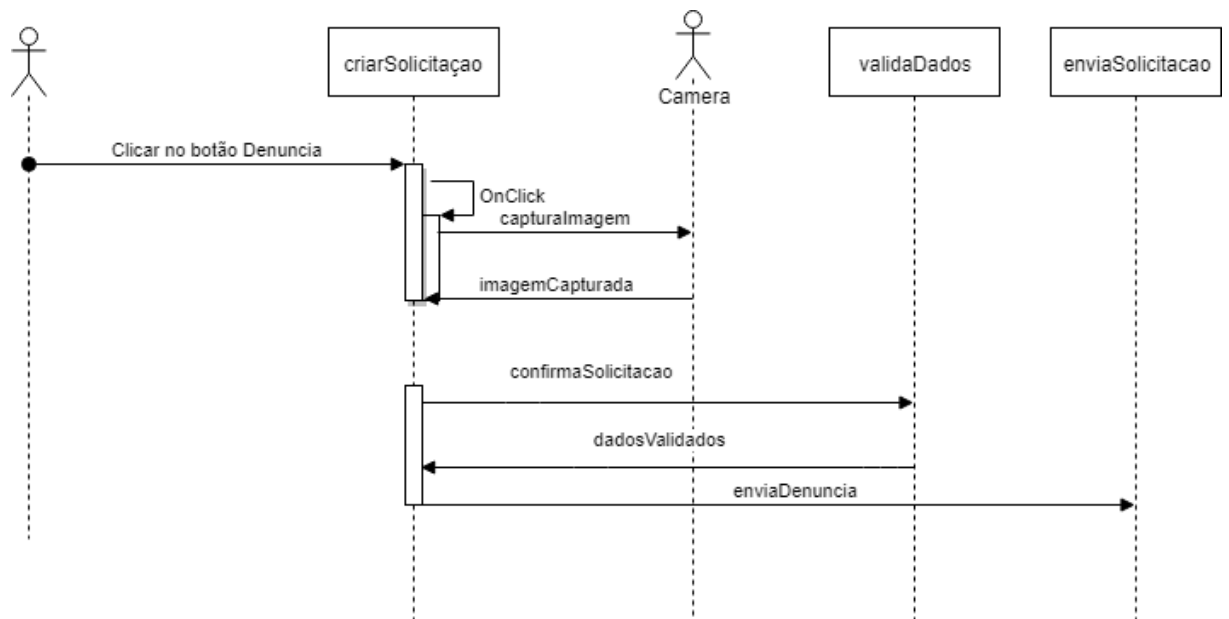 criarSolicitaçao
Camera
validaDados
enviaSolicitacao
Clicar no botão Denuncia
OnClick
capturaImagem
imagemCapturada
confirmaSolicitacao
dadosValidados
enviaDenuncia